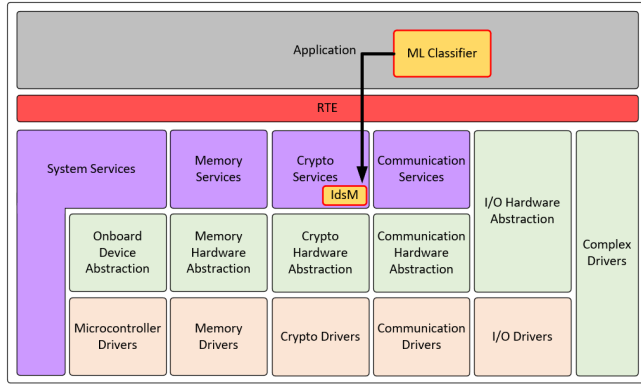 Application
ML Classifier
RTE
System Services
Memory
Services
Crypto
Services
IdsM
Communication
Services
I/O Hardware
Abstraction
Complex
Drivers
Onboard
Device
Abstraction
Memory
Hardware
Abstraction
Crypto
Hardware
Abstraction
Communication
Hardware
Abstraction
Microcontroller
Drivers
Memory
Drivers
Crypto Drivers
Communication
Drivers
I/O Drivers